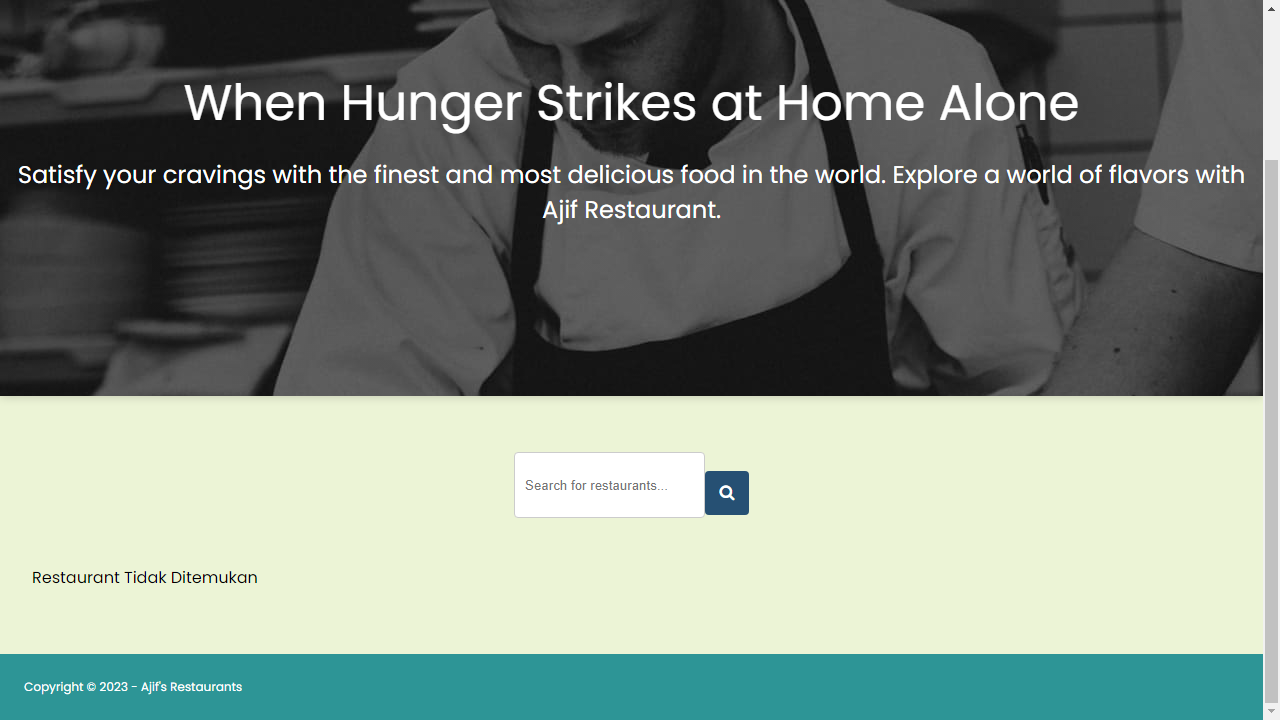 When Hunger Strikes at Home Alone
Satisfy your cravings with the finest and most delicious food in the world. Explore a world of flavors with
Ajif Restaurant.
Search for restaurants...
Restaurant Tidak Ditemukan
Copyright © 2023 - Ajif's Restaurants